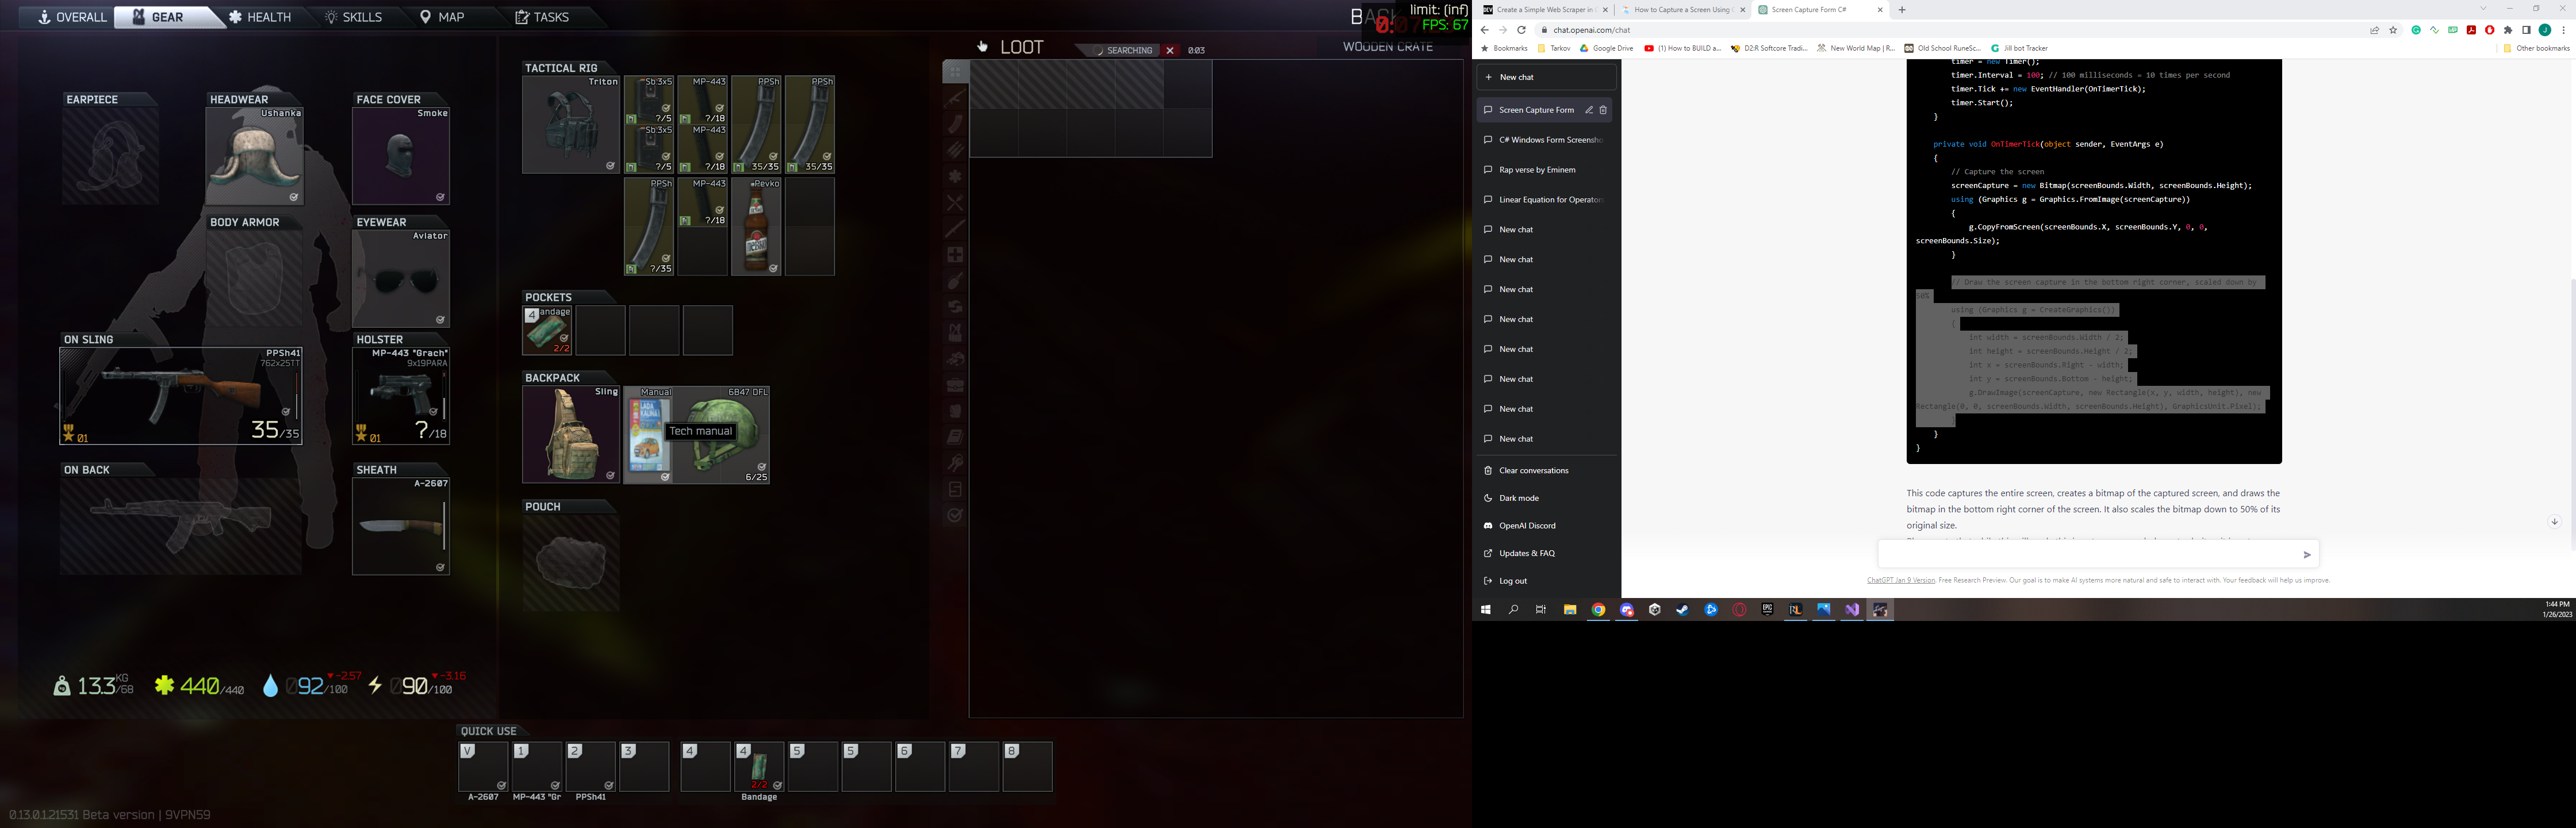 OVERALL
GEAR
HEALTH
SKILLS
MAP
TASKS
limit: (inf)
FPS: 67
LOOT
SEARCHING
0:03
WOODEN CRATE
EARPIECE
HEADWEAR
Ushanka
FACE COVER
Smoke
BODY ARMOR
EYEWEAR
Aviator
ON SLING
PPSh41
762x25TT
01
35/35
HOLSTER
MP-443 "Grach"
9x19PARA
01
?/18
ON BACK
SHEATH
A-2607
TACTICAL RIG
Triton
Sb.3x5
MP-443
PPSh
PPSh
?/5
?/18
Sb.3x5
MP-443
?/5
?/18
35/35
35/35
PPSh
MP-443
Pevko
?/18
?/35
POCKETS
4
andage
2/2
BACKPACK
Sling
Manual
6B47 DFL
LADA
KALINA
Tech manual
6/25
POUCH
13.3 KG /68
440/440
092/100 -2.57
090/100 -3.16
QUICK USE
V
1
2
3
4
4
5
5
6
7
8
2/2
A-2607
MP-443 "Gr
PPSh41
Bandage
0.13.0.1.21531 Beta version | 9VPN59
Create a Simple Web Scraper in
How to Capture a Screen Using
Screen Capture Form C#
chat.openai.com/chat
Bookmarks
Tarkov
Google Drive
(1) How to BUILD a...
D2:R Softcore Tradi...
New World Map | R...
Old School RuneSc...
Jill bot Tracker
Other bookmarks
New chat
Screen Capture Form
C# Windows Form Screensho
Rap verse by Eminem
Linear Equation for Operator
New chat
New chat
New chat
New chat
New chat
New chat
New chat
New chat
Clear conversations
Dark mode
OpenAI Discord
Updates & FAQ
Log out
timer = new Timer();
timer.Interval = 100; // 100 milliseconds = 10 times per second
timer.Tick += new EventHandler(OnTimerTick);
timer.Start();
}
private void OnTimerTick(object sender, EventArgs e)
{
// Capture the screen
screenCapture = new Bitmap(screenBounds.Width, screenBounds.Height);
using (Graphics g = Graphics.FromImage(screenCapture))
{
g.CopyFromScreen(screenBounds.X, screenBounds.Y, 0, 0,
screenBounds.Size);
}
// Draw the screen capture in the bottom right corner, scaled down by
50%
using (Graphics g = CreateGraphics())
{
int width = screenBounds.Width / 2;
int height = screenBounds.Height / 2;
int x = screenBounds.Right - width;
int y = screenBounds.Bottom - height;
g.DrawImage(screenCapture, new Rectangle(x, y, width, height), new
Rectangle(0, 0, screenBounds.Width, screenBounds.Height), GraphicsUnit.Pixel);
}
}
}
This code captures the entire screen, creates a bitmap of the captured screen, and draws the
bitmap in the bottom right corner of the screen. It also scales the bitmap down to 50% of its
original size.
ChatGPT Jan 9 Version. Free Research Preview. Our goal is to make AI systems more natural and safe to interact with. Your feedback will help us improve.
1:44 PM
1/26/2023